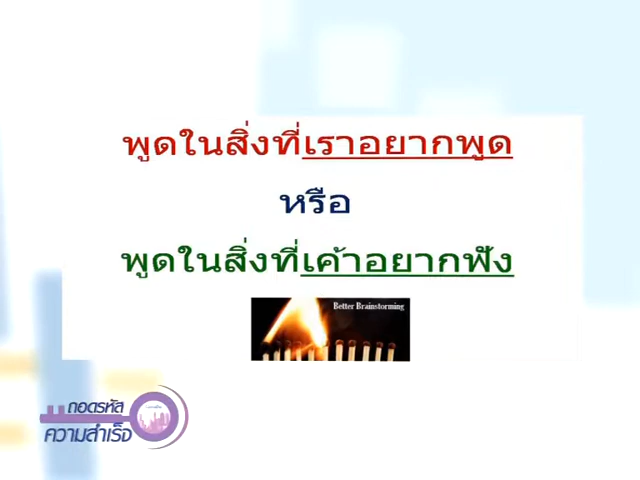 พูดในสิ่งที่เราอยากพูด
หรือ
พูดในสิ่งที่เค้าอยากฟัง
Better Brainstorming
ถอดรหัส
ความสำเร็จ